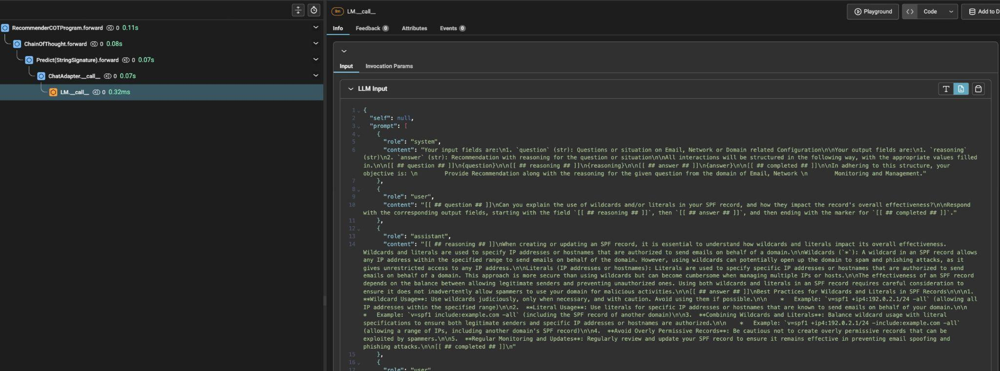 RecommenderCOTProgram.forward 0 0.11s
ChainOfThought.forward 0 0.08s
Predict(StringSignature).forward 0 0.07s
ChatAdapter.__call__ 0 0.07s
LM.__call__ 0 0.32ms
llm LM.__call__
Playground
Code
Add to D
Info Feedback 0 Attributes Events 0
Input Invocation Params
LLM Input
T
1 {
2 "self": null,
3 "prompt": [
4 {
5 "role": "system",
6 "content": "Your input fields are:\n1. `question` (str): Questions or situation on Email, Network or Domain related Configuration\n\nYour output fields are:\n1. `reasoning`
(str)\n2. `answer` (str): Recommendation with reasoning for the question or situation\n\nAll interactions will be structured in the following way, with the appropriate values filled
in.\n\n[[ ## question ## ]]\n{question}\n\n[[ ## reasoning ## ]]\n{reasoning}\n\n[[ ## answer ## ]]\n{answer}\n\n[[ ## completed ## ]]\n\nIn adhering to this structure, your
objective is: \n        Provide Recommendation along with the reasoning for the given question from the domain of Email, Network \n        Monitoring and Management."
7 },
8 {
9 "role": "user",
10 "content": "[[ ## question ## ]]\nCan you explain the use of wildcards and/or literals in your SPF record, and how they impact the record's overall effectiveness?\n\nRespond
with the corresponding output fields, starting with the field `[[ ## reasoning ## ]]`, then `[[ ## answer ## ]]`, and then ending with the marker for `[[ ## completed ## ]]`."
11 },
12 {
13 "role": "assistant",
14 "content": "[[ ## reasoning ## ]]\nWhen creating or updating an SPF record, it is essential to understand how wildcards and literals impact its overall effectiveness.
Wildcards and literals are used to specify IP addresses or hostnames that are authorized to send emails on behalf of a domain.\n\nWildcards (`*`): A wildcard in an SPF record allows
any IP address within the specified range to send emails on behalf of the domain. However, using wildcards can potentially open up the domain to spam and phishing attacks, as it
gives unrestricted access to any IP address.\n\nLiterals (IP addresses or hostnames): Literals are used to specify specific IP addresses or hostnames that are authorized to send
emails on behalf of a domain. This approach is more secure than using wildcards but can become cumbersome when managing multiple IPs or hosts.\n\nThe effectiveness of an SPF record
depends on the balance between allowing legitimate senders and preventing unauthorized ones. Using both wildcards and literals in an SPF record requires careful consideration to
ensure it does not inadvertently allow spammers to use your domain for malicious activities.\n\n[[ ## answer ## ]]\nBest Practices for Wildcards and Literals in SPF Records\n\n\n1.
**Wildcard Usage**: Use wildcards judiciously, only when necessary, and with caution. Avoid using them if possible.\n\n    *   Example: `v=spf1 +ip4:192.0.2.1/24 -all` (allowing all
IP addresses within the specified range)\n\n2.  **Literal Usage**: Use literals for specific IP addresses or hostnames that are known to send emails on behalf of your domain.\n\n
*   Example: `v=spf1 include:example.com -all` (including the SPF record of another domain)\n\n3.  **Combining Wildcards and Literals**: Balance wildcard usage with literal
specifications to ensure both legitimate senders and specific IP addresses or hostnames are authorized.\n\n    *   Example: `v=spf1 +ip4:192.0.2.1/24 -include:example.com -all`
(allowing a range of IPs, including another domain's SPF record)\n\n4.  **Avoid Overly Permissive Records**: Be cautious not to create overly permissive records that can be
exploited by spammers.\n\n5.  **Regular Monitoring and Updates**: Regularly review and update your SPF record to ensure it remains effective in preventing email spoofing and
phishing attacks.\n\n[[ ## completed ## ]]\n"
15 },
16 {
17 "role": "user"